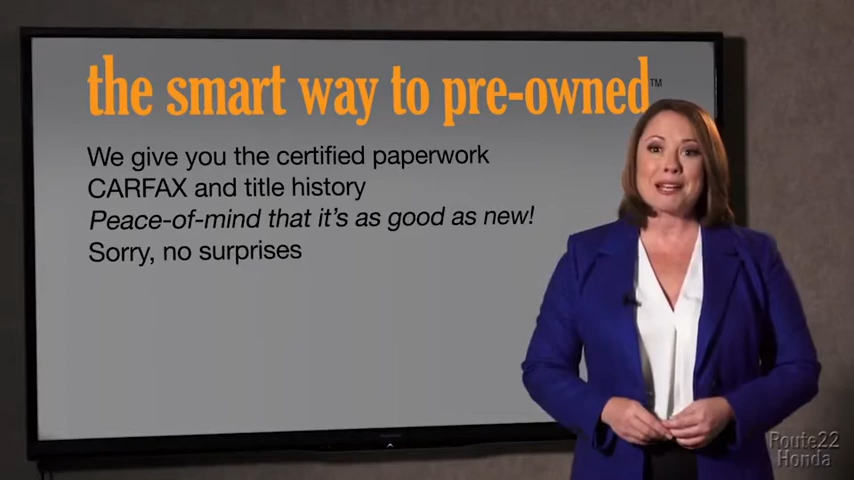 the smart way to pre-owned™
We give you the certified paperwork
CARFAX and title history
Peace-of-mind that it's as good as new!
Sorry, no surprises
Route22
Honda